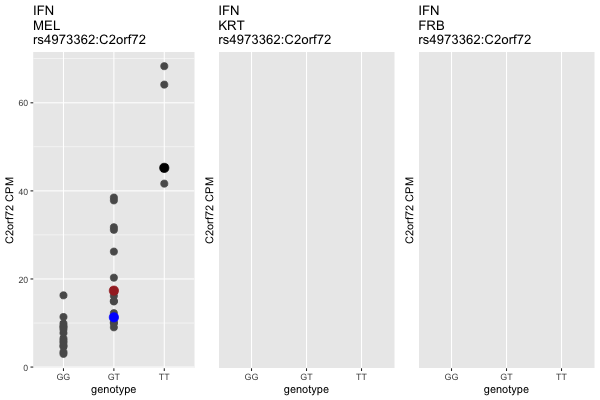 IFN
MEL
rs4973362:C2orf72
C2orf72 CPM
60
40
20
0
GG GT TT
genotype
IFN
KRT
rs4973362:C2orf72
C2orf72 CPM
GG GT TT
genotype
IFN
FRB
rs4973362:C2orf72
C2orf72 CPM
GG GT TT
genotype